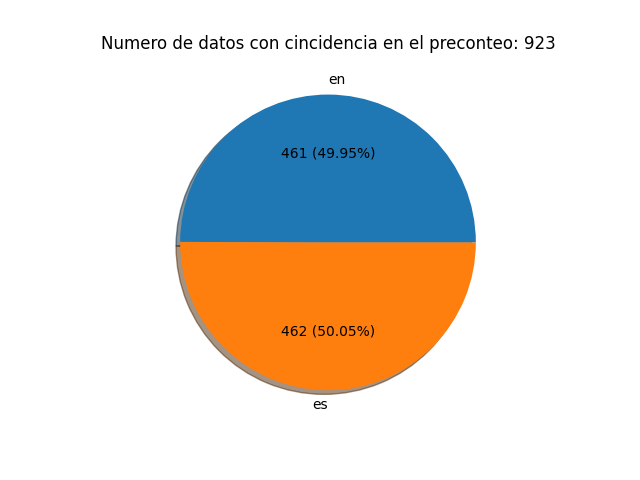 Numero de datos con cincidencia en el preconteo: 923
en
461 (49.95%)
462 (50.05%)
es